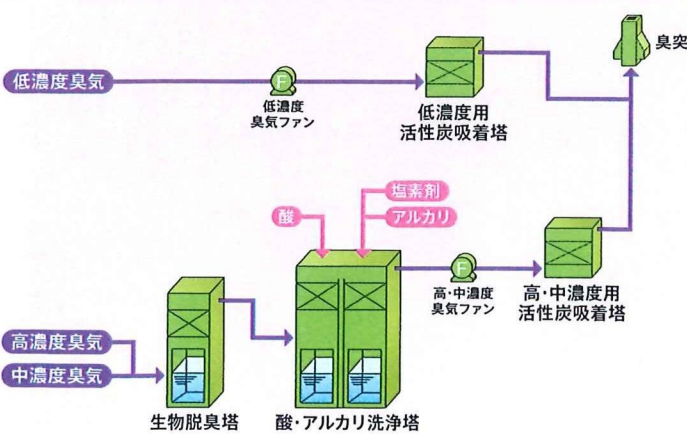 低濃度臭気
F
低濃度
臭気ファン
低濃度用
活性炭吸着塔
臭突
酸
塩素剤
アルカリ
F
高・中濃度
臭気ファン
高・中濃度用
活性炭吸着塔
高濃度臭気
中濃度臭気
生物脱臭塔
酸・アルカリ洗浄塔